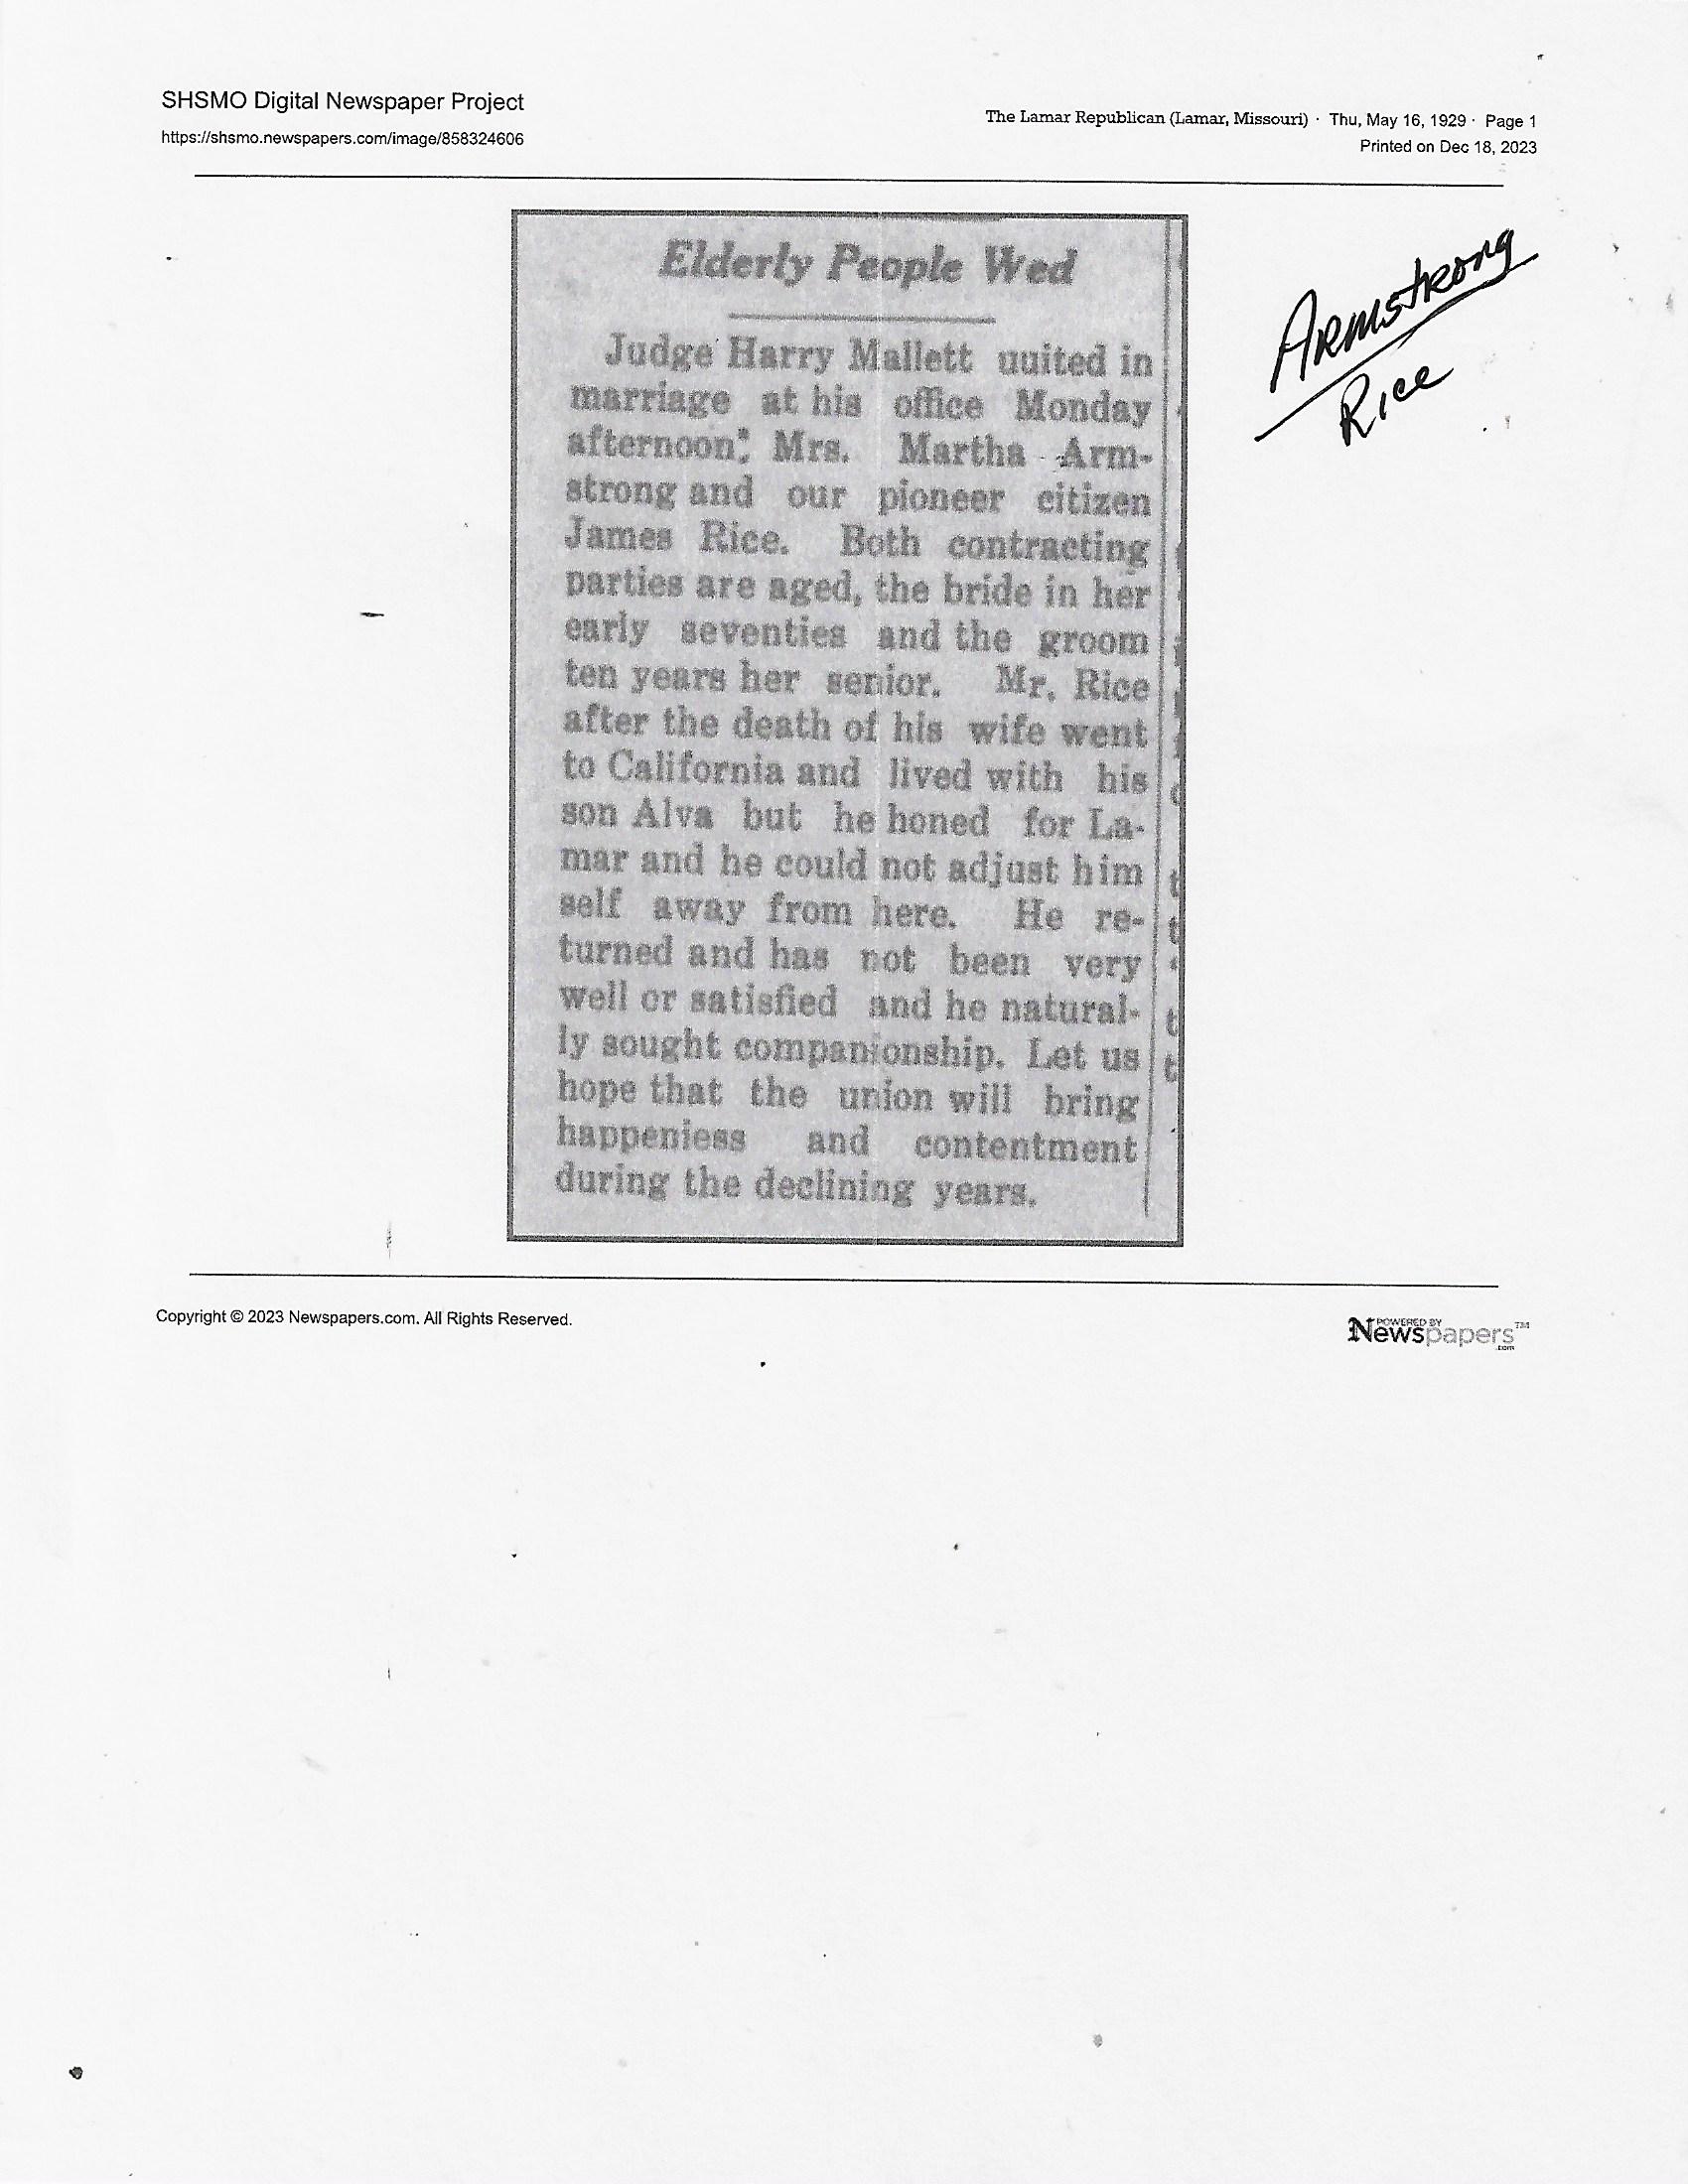 SHSMO Digital Newspaper Project
https://shsmo.newspapers.com/image/858324606
The Lamar Republican (Lamar, Missouri) · Thu, May 16, 1929 · Page 1
Printed on Dec 18, 2023
Elderly People Wed
Judge Harry Mallett uuited in
marriage at his office Monday
afternoon: Mrs. Martha Arm-
strong and our pioneer citizen
James Rice. Both contracting
parties are aged, the bride in her
early seventies and the groom
ten years her senior. Mr. Rice
after the death of his wife went
to California and lived with his
son Alva but he honed for La-
mar and he could not adjust him
self away from here. He re-
turned and has not been very
well or satisfied and he natural-
ly sought companionship. Let us
hope that the union will bring
happeniess and contentment
during the declining years.
Armstrong
Rice
Copyright © 2023 Newspapers.com. All Rights Reserved.
POWERED BY
Newspapers™
.com